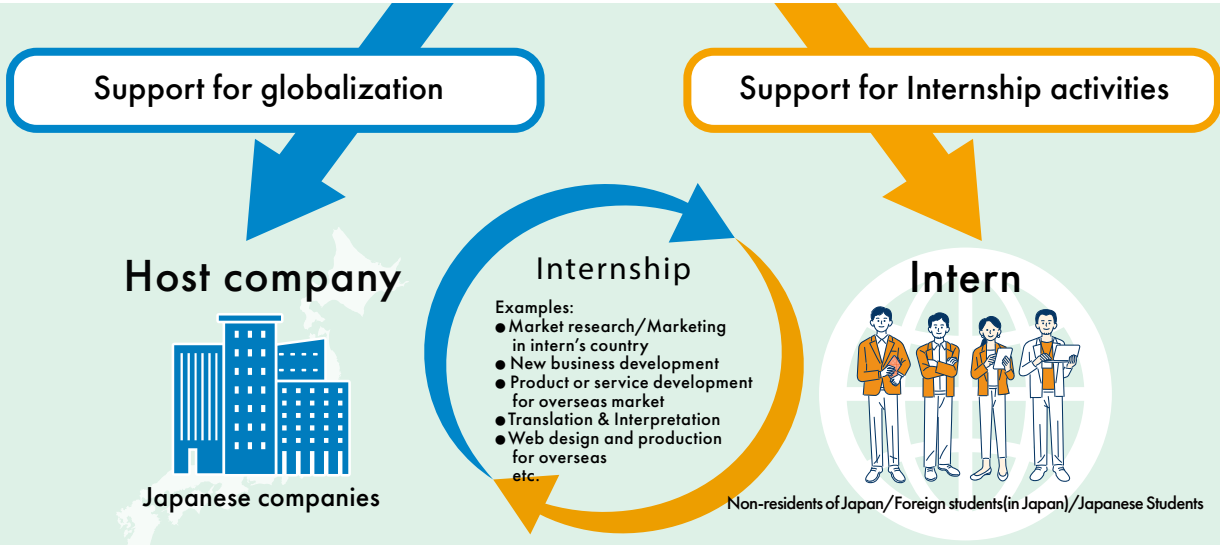 Support for globalization
Support for Internship activities
Host company
Japanese companies
Internship
Examples:
●Market research/Marketing
in intern's country
●New business development
●Product or service development
for overseas market
●Translation & Interpretation
●Web design and production
for overseas
etc.
Intern
Non-residents of Japan/Foreign students(in Japan)/Japanese Students